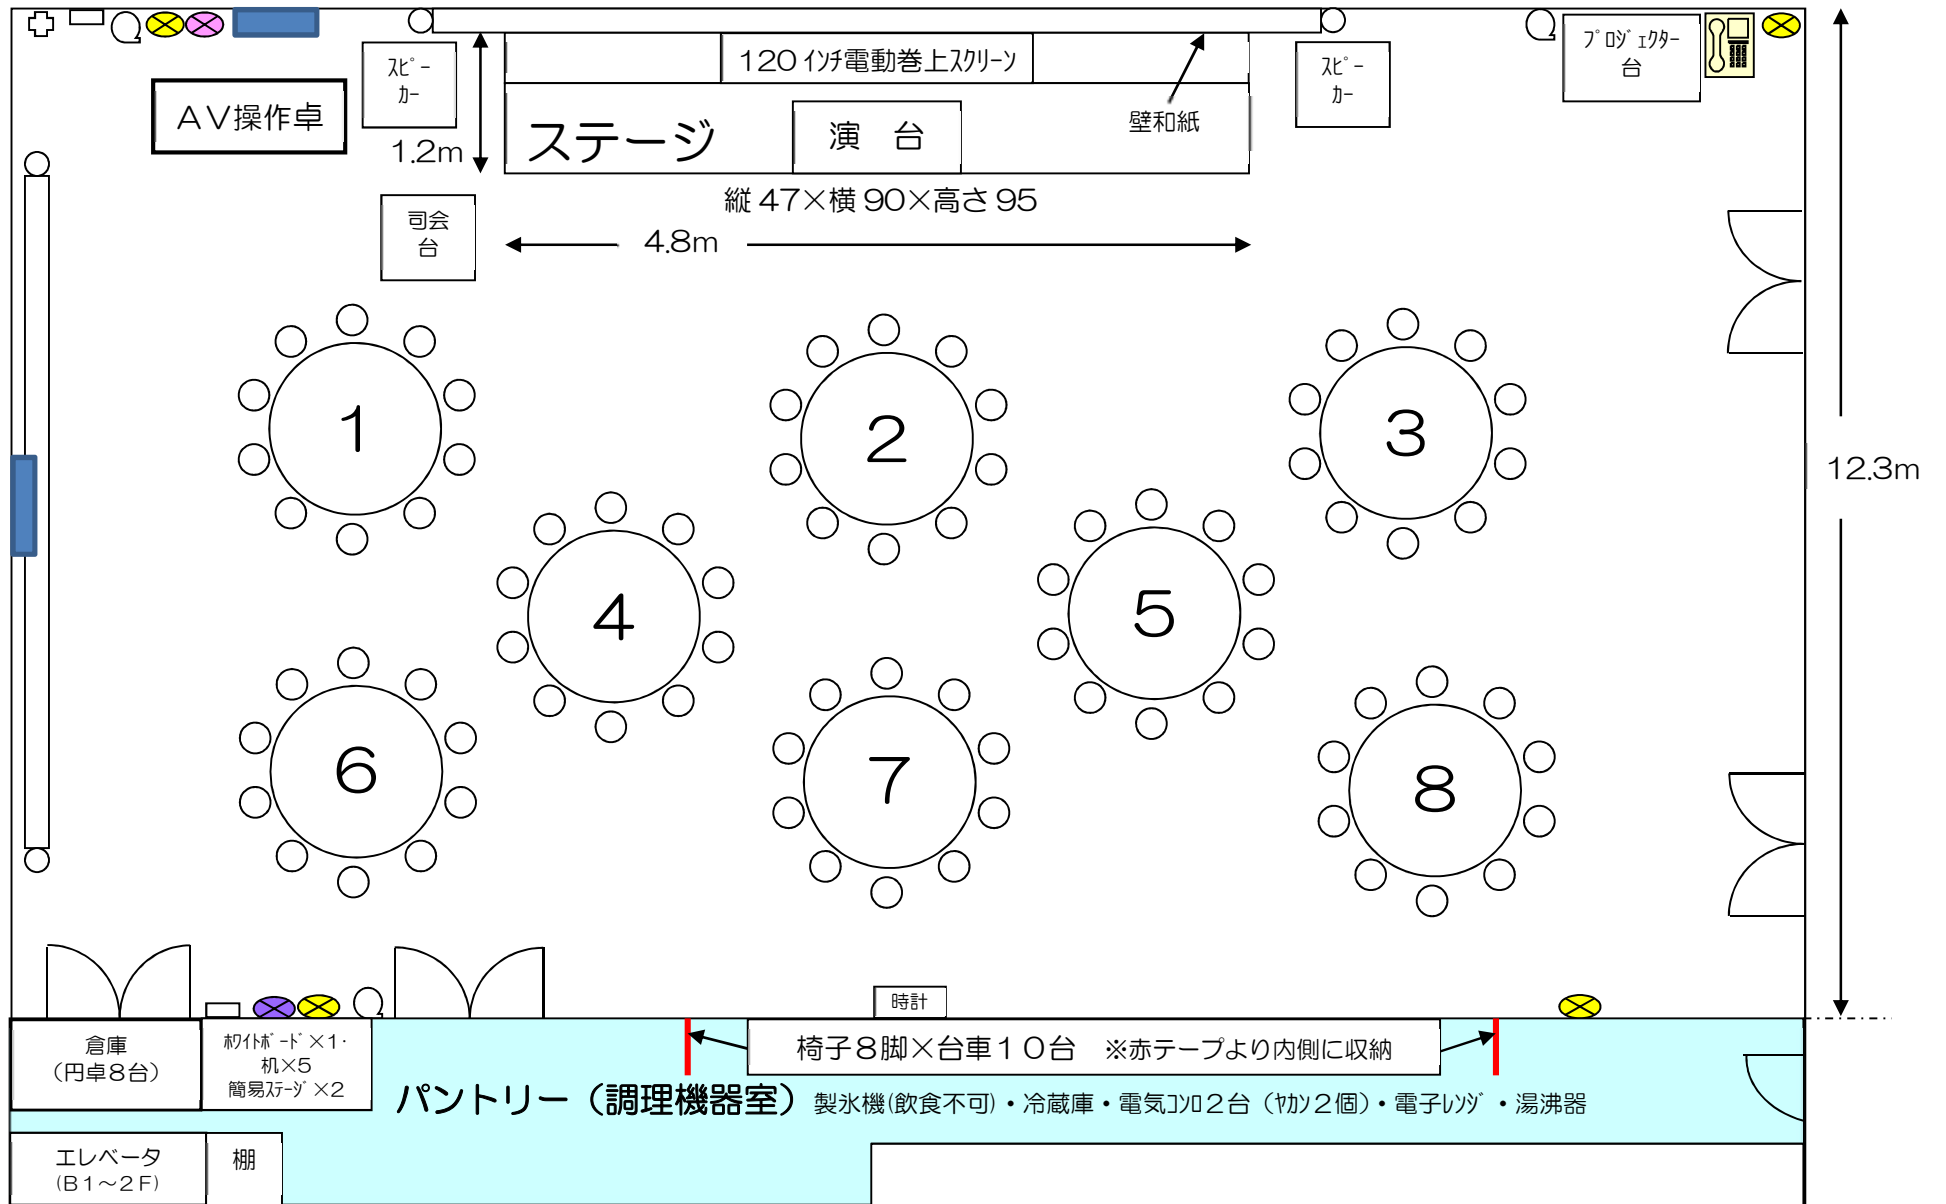 120 ｲﾝﾁ電動巻上ｽｸﾘｰﾝ
ｽﾋﾟｰ
ｶｰ
ｽﾋﾟｰ
ｶｰ
ﾌﾟﾛｼﾞｪｸﾀｰ
台
ＡＶ操作卓
ステージ
演　台
壁和紙
1.2m
縦 47×横 90×高さ 95
司会
台
4.8m
1
2
3
12.3m
4
5
6
7
8
時計
倉庫
（円卓８台）
ﾎﾜｲﾄﾎﾞｰﾄﾞ×1・
机×5
簡易ｽﾃｰｼﾞ×2
椅子８脚×台車１０台　※赤テープより内側に収納
パントリー（調理機器室）製氷機(飲食不可)・冷蔵庫・電気ｺﾝﾛ２台（ﾔｶﾝ２個）・電子ﾚﾝｼﾞ・湯沸器
エレベータ
(Ｂ１～２Ｆ)
棚